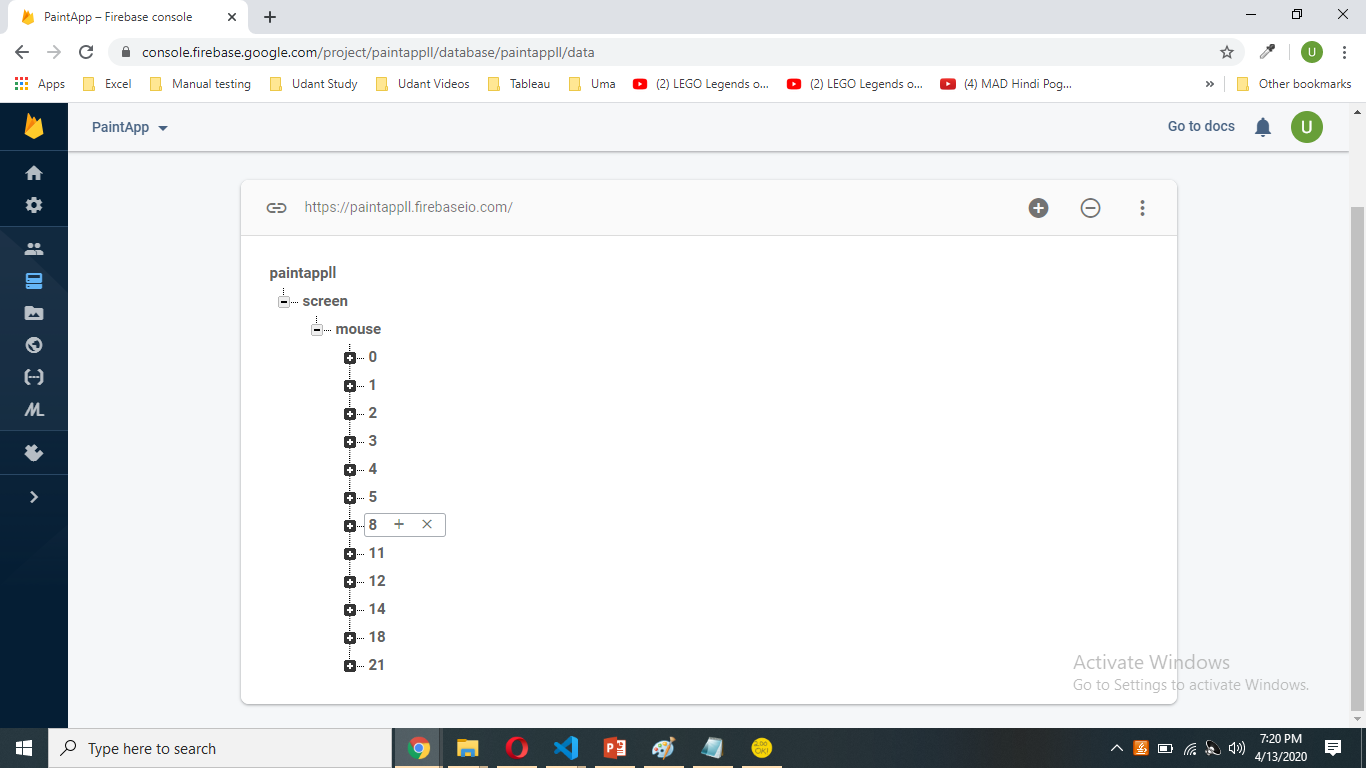 PaintApp – Firebase console
console.firebase.google.com/project/paintappll/database/paintappll/data
U
Apps Excel Manual testing Udant Study Udant Videos Tableau Uma (2) LEGO Legends o... (2) LEGO Legends o... (4) MAD Hindi Pog... » Other bookmarks
PaintApp Go to docs U
https://paintappll.firebaseio.com/
paintappll
screen
mouse
0
1
2
3
4
5
8
11
12
14
18
21
Activate Windows
Go to Settings to activate Windows.
Type here to search
7:20 PM
4/13/2020